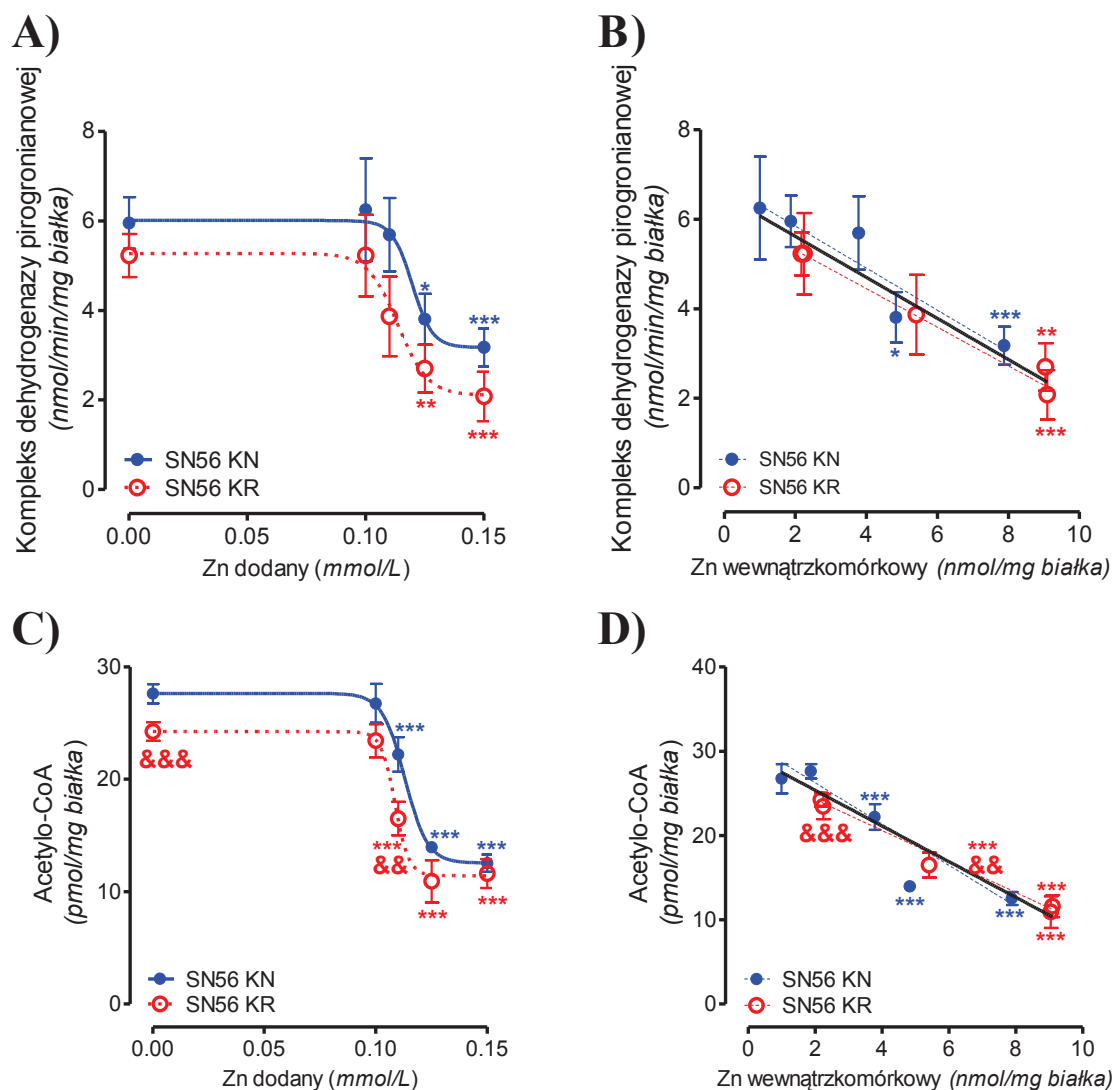 A)
Kompleks dehydrogenazy pirogronianowej
(nmol/min/mg białka)
8
6
4
2
0
*
***
**
***
SN56 KN
SN56 KR
0.00
0.05
0.10
0.15
Zn dodany (mmol/L)
B)
Kompleks dehydrogenazy pirogronianowej
(nmol/min/mg białka)
8
6
4
2
0
***
*
**
***
SN56 KN
SN56 KR
0
2
4
6
8
10
Zn wewnątrzkomórkowy (nmol/mg białka)
C)
Acetylo-CoA
(pmol/mg białka)
30
20
10
0
&&&
***
***
***
***
&&
***
***
SN56 KN
SN56 KR
0.00
0.05
0.10
0.15
Zn dodany (mmol/L)
D)
Acetylo-CoA
(pmol/mg białka)
40
30
20
10
0
***
&&&
***
&&
***
***
***
***
SN56 KN
SN56 KR
0
2
4
6
8
10
Zn wewnątrzkomórkowy (nmol/mg białka)